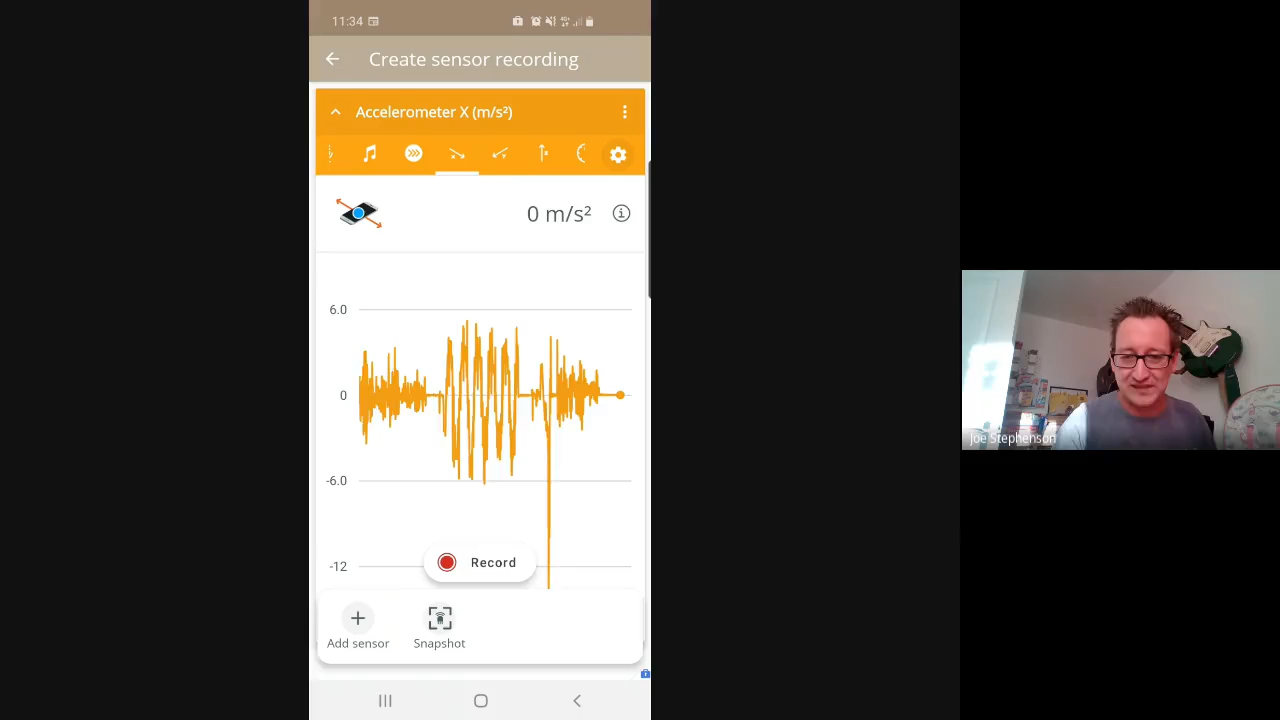 11:34
Create sensor recording
Accelerometer X (m/s²)
0 m/s²
6.0
0
-6.0
-12
Record
Add sensor
Snapshot
Joe Stephenson